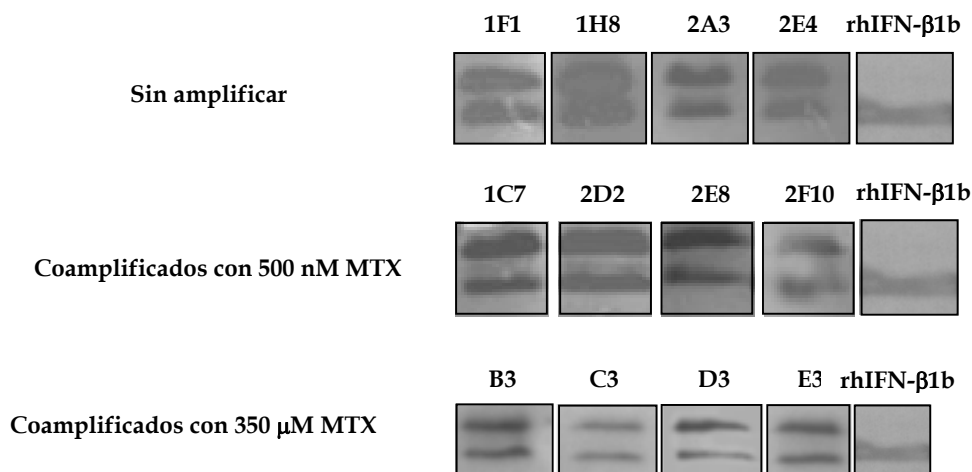 1F1 1H8 2A3 2E4 rhIFN-β1b
Sin amplificar
1C7 2D2 2E8 2F10 rhIFN-β1b
Coamplificados con 500 nM MTX
B3 C3 D3 E3 rhIFN-β1b
Coamplificados con 350 μM MTX